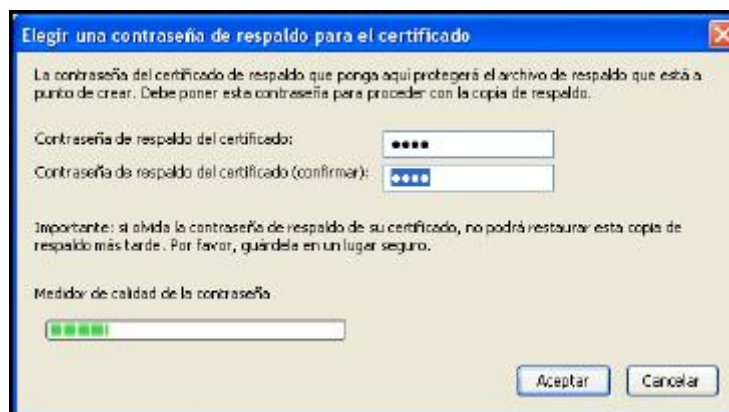 Elegir una contraseña de respaldo para el certificado
La contraseña del certificado de respaldo que ponga aquí protegerá el archivo de respaldo que está a
punto de crear. Debe poner esta contraseña para proceder con la copia de respaldo.
Contraseña de respaldo del certificado:
Contraseña de respaldo del certificado (confirmar):
Importante: si olvida la contraseña de respaldo de su certificado, no podrá restaurar esta copia de
respaldo más tarde. Por favor, guárdela en un lugar seguro.
Medidor de calidad de la contraseña
Aceptar Cancelar